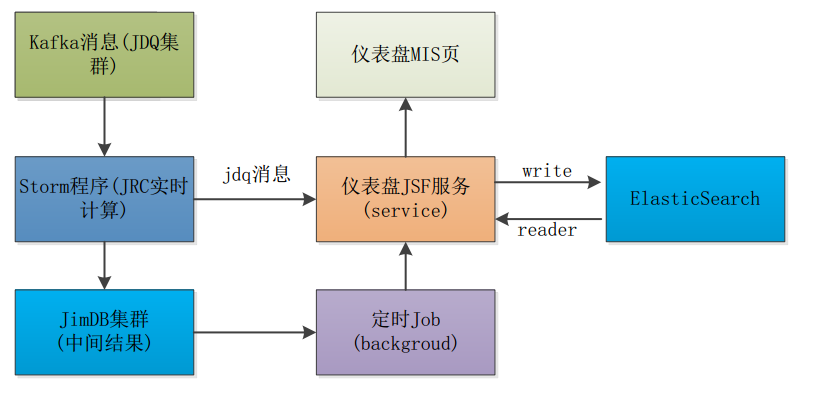 Kafka消息(JDQ集
群)
仪表盘MIS页
Storm程序(JRC实时
计算)
jdq消息
仪表盘JSF服务
(service)
write
reader
ElasticSearch
JimDB集群
(中间结果)
定时Job
(backgroud)